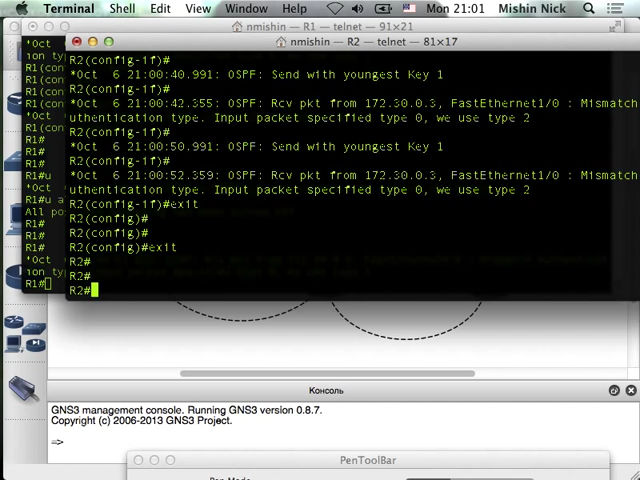 Terminal Shell Edit View Window Help Mon 21:01 Mishin Nick
nmishin — R1 — telnet — 91×21
nmishin — R2 — telnet — 81×17
*Oct
ion typ
R1(con
R1(con
R1(con
R1#
R1#
R1#
R1#u
*Oct
R1#u a
All pos
R1#
R1#
R1#
*Oct
ion typ
R1#
R2(config-if)#
*Oct 6 21:00:40.991: OSPF: Send with youngest Key 1
R2(config-if)#
*Oct 6 21:00:42.355: OSPF: Rcv pkt from 172.30.0.3, FastEthernet1/0 : Mismatch
uthentication type. Input packet specified type 0, we use type 2
R2(config-if)#
*Oct 6 21:00:50.991: OSPF: Send with youngest Key 1
R2(config-if)#
*Oct 6 21:00:52.359: OSPF: Rcv pkt from 172.30.0.3, FastEthernet1/0 : Mismatch
uthentication type. Input packet specified type 0, we use type 2
R2(config-if)#exit
R2(config)#
R2(config)#
R2(config)#exit
R2#
R2#
R2#
Консоль
GNS3 management console. Running GNS3 version 0.8.7.
Copyright (c) 2006-2013 GNS3 Project.
=>
PenToolBar
Pen Mode